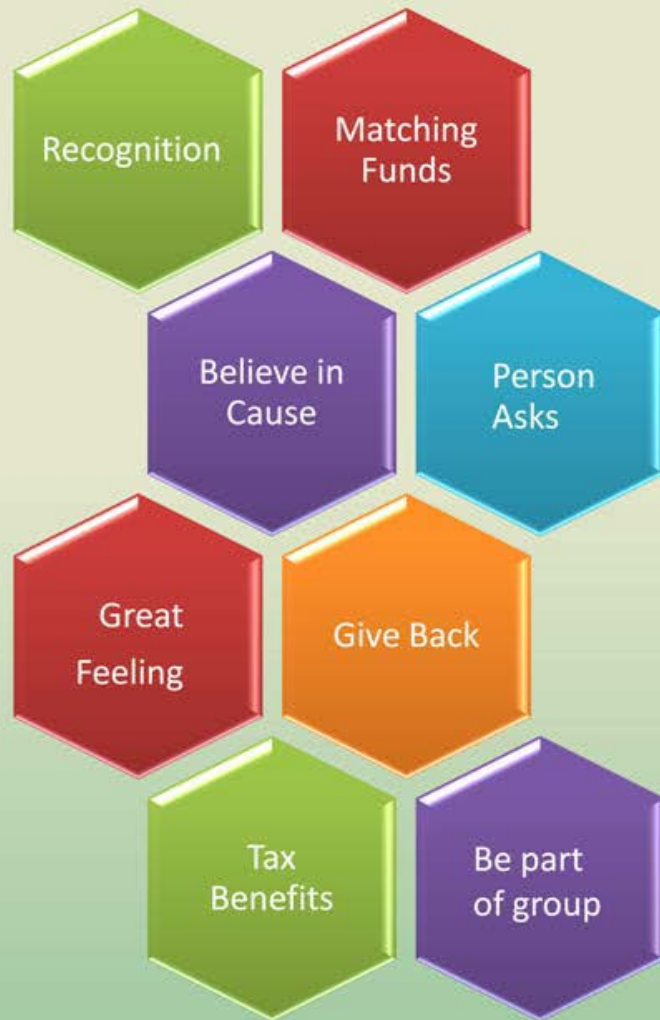 Recognition
Matching
Funds
Believe in
Cause
Person
Asks
Great
Feeling
Give Back
Tax
Benefits
Be part
of group